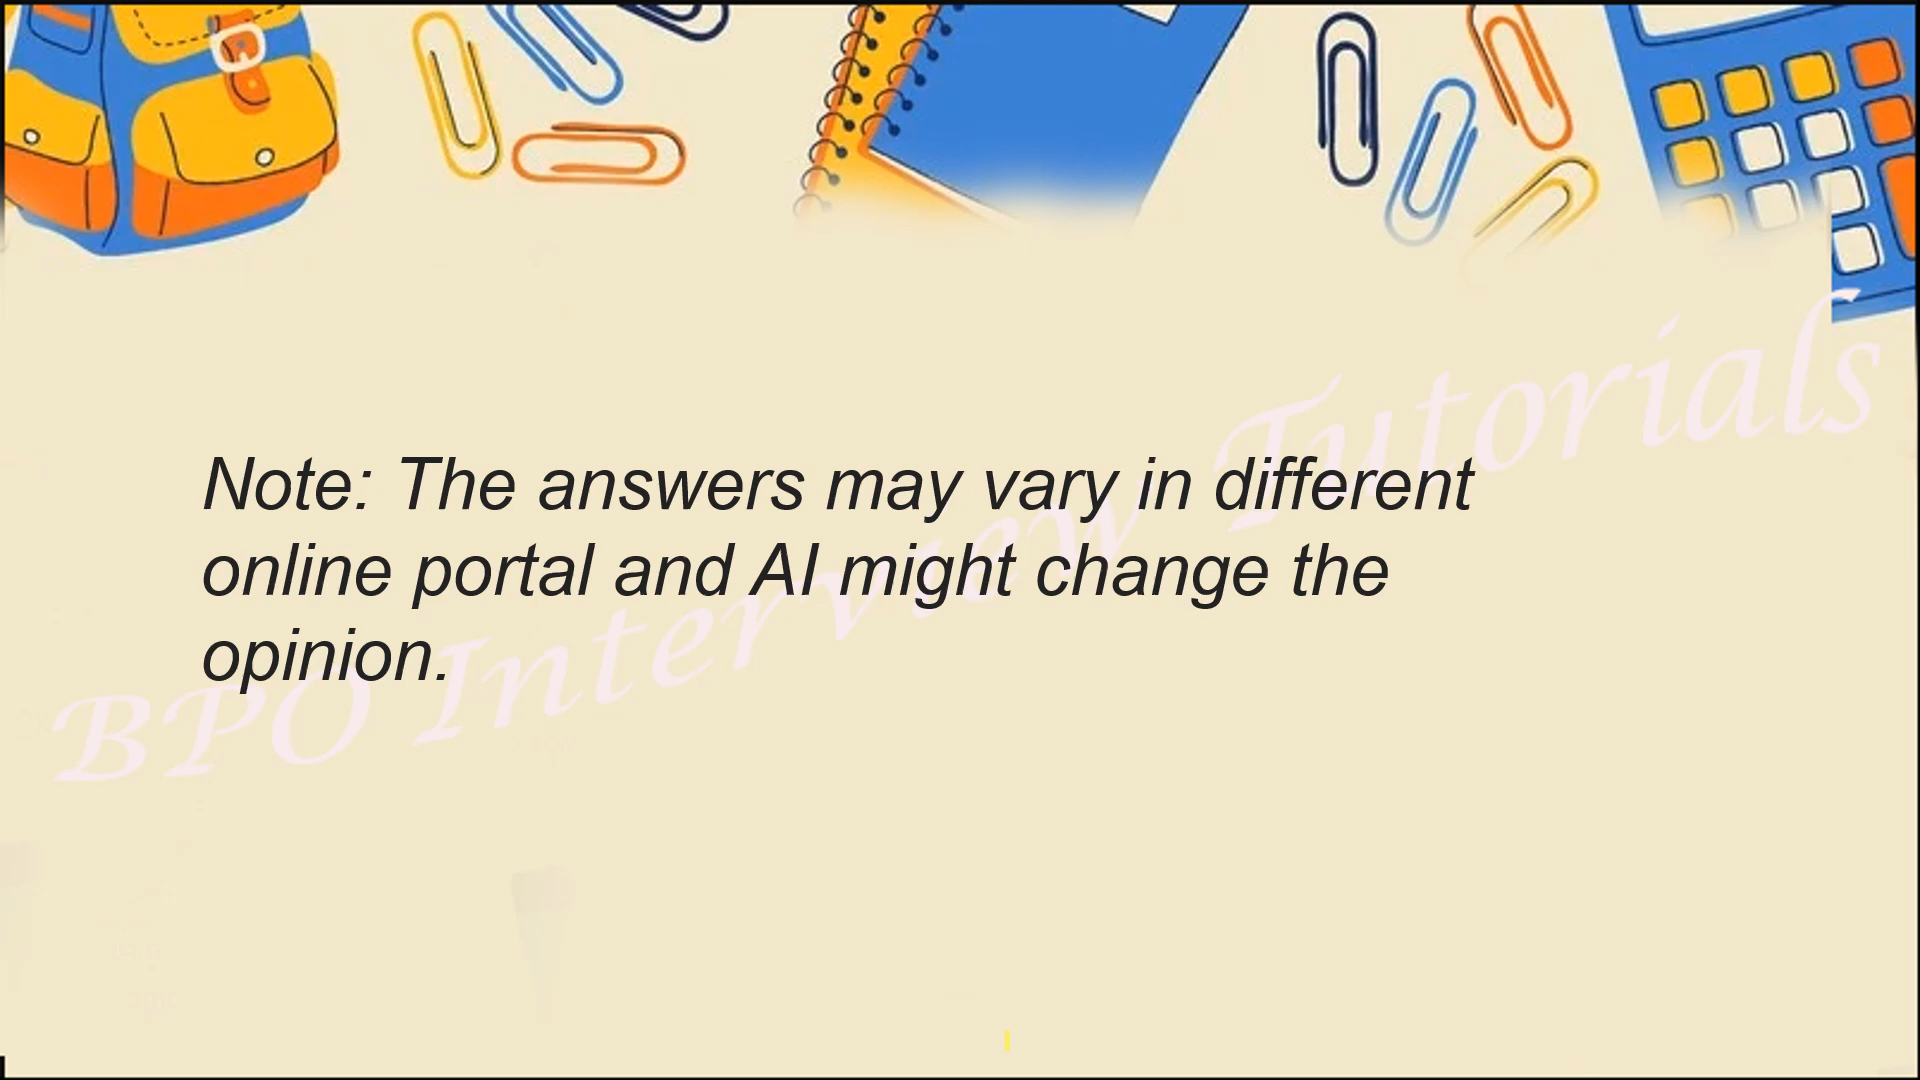 Note: The answers may vary in different
online portal and AI might change the
opinion.
BPO Interview Tutorials